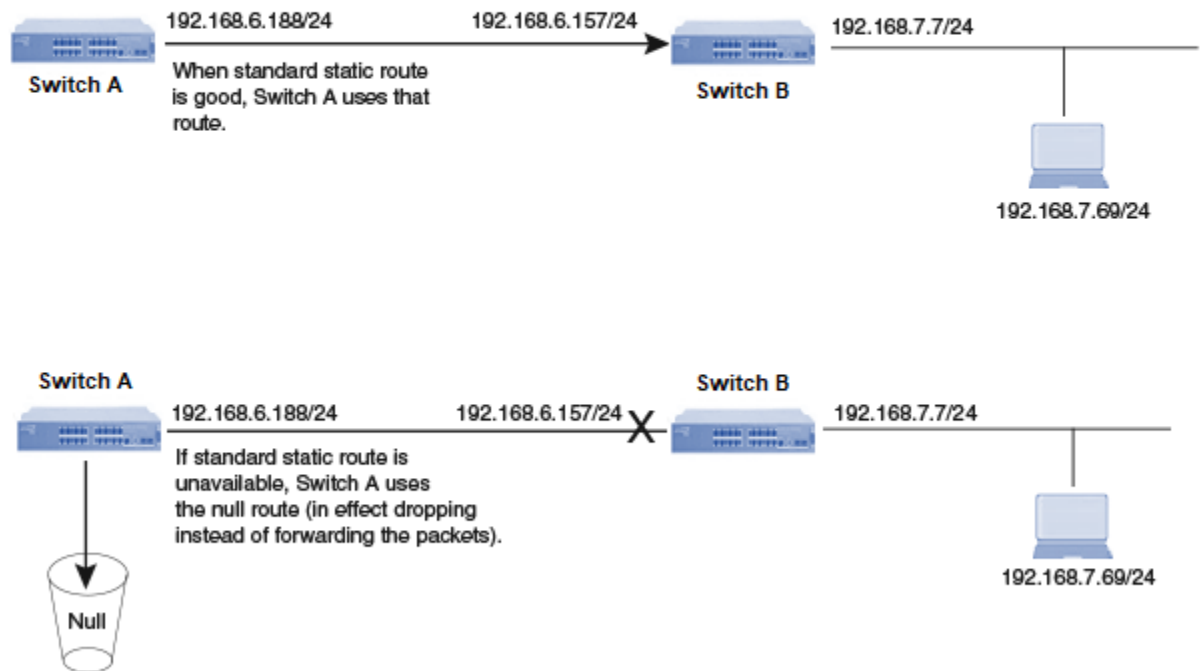 192.168.6.188/24
192.168.6.157/24
192.168.7.7/24
Switch A
When standard static route
is good, Switch A uses that
route.
Switch B
192.168.7.69/24
Switch A
Switch B
192.168.6.188/24
192.168.6.157/24
X
192.168.7.7/24
If standard static route is
unavailable, Switch A uses
the null route (in effect dropping
instead of forwarding the packets).
192.168.7.69/24
Null